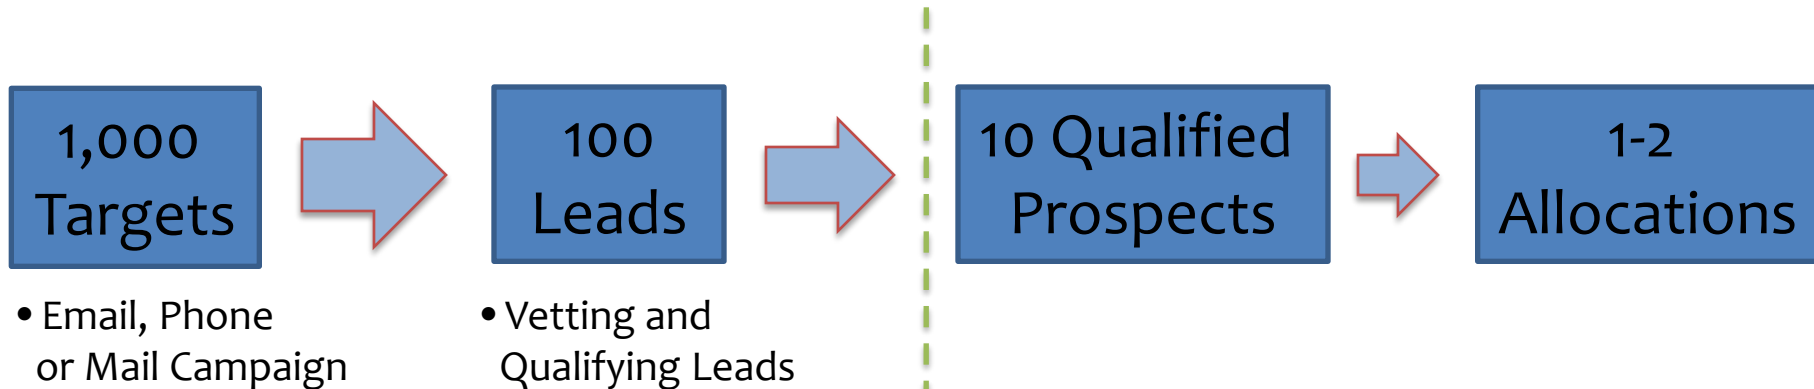 1,000
Targets
100
Leads
10 Qualified
Prospects
1-2
Allocations
• Email, Phone
or Mail Campaign
• Vetting and
Qualifying Leads